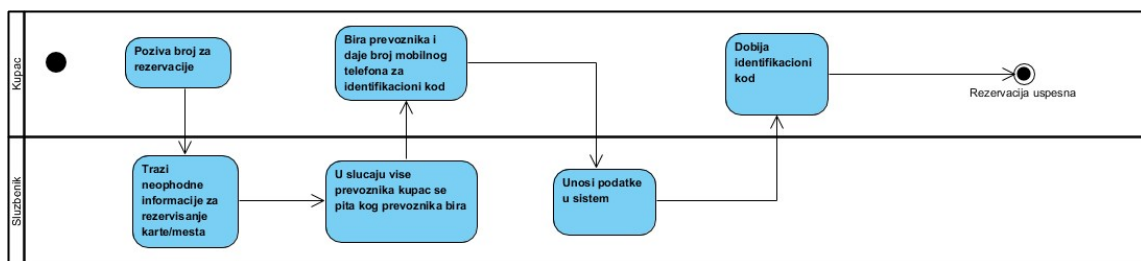 Kupac
Poziva broj za
rezervacije
Bira prevoznika i
daje broj mobilnog
telefona za
identifikacioni kod
Dobija
identifikacioni
kod
Rezervacija uspesna
Sluzbenik
Trazi
neophodne
informacije za
rezervisanje
karte/mesta
U slucaju vise
prevoznika kupac se
pita kog prevoznika bira
Unosi podatke
u sistem